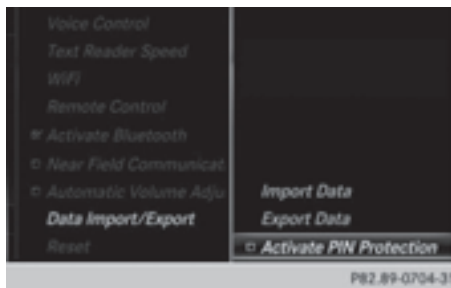 Voice Control
Text Reader Speed
WiFi
Remote Control
Activate Bluetooth
Near Field Communicat
Automatic Volume Adju
Data Import/Export
Reset
Import Data
Export Data
Activate PIN Protection
P82.89-0704-31